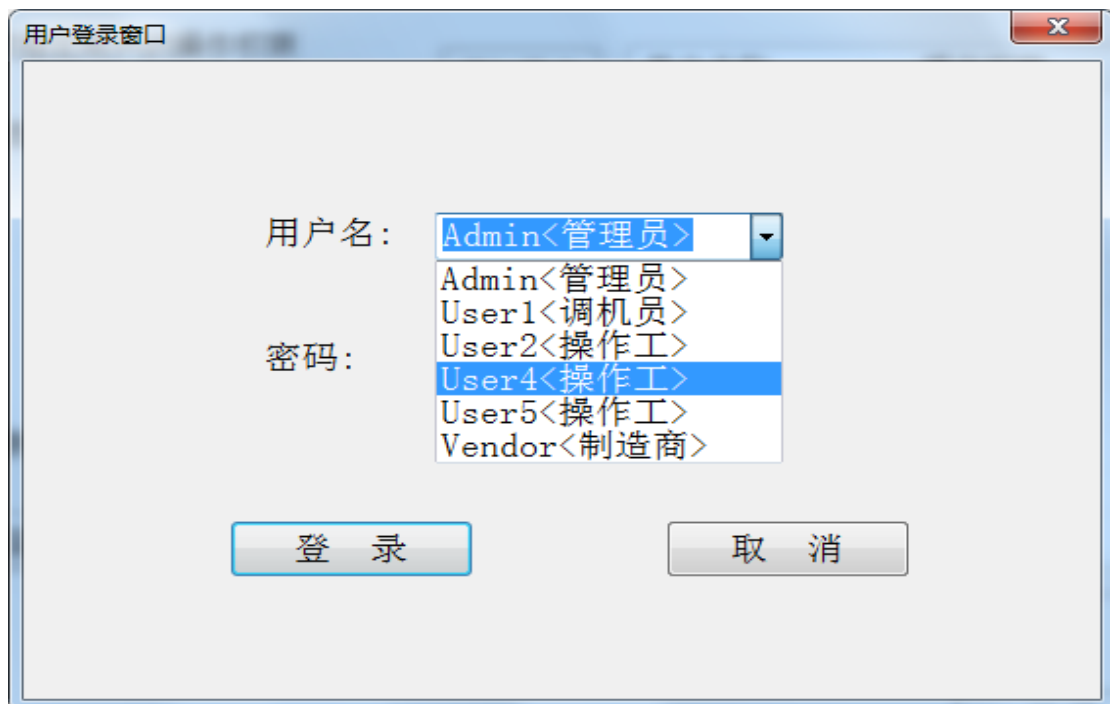 用户登录窗口
用户名:
Admin<管理员>
Admin<管理员>
User1<调机员>
User2<操作工>
密码:
User4<操作工>
User5<操作工>
Vendor<制造商>
登 录
取 消